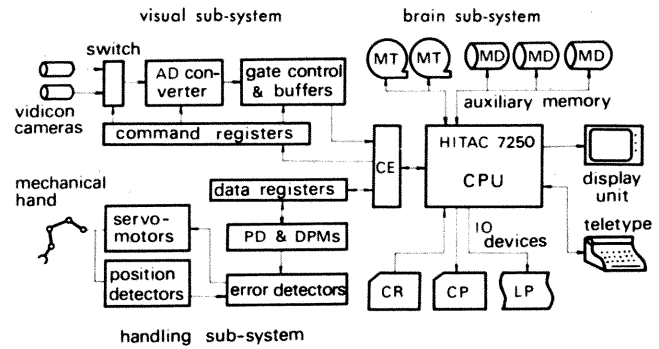 visual sub-system
brain sub-system
switch
AD con-
verter
gate control
& buffers
MT
MT
MD
MD
MD
vidicon
cameras
auxiliary memory
command registers
CE
HITAC 7250
CPU
display
unit
mechanical
hand
data registers
servo-
motors
PD & DPMs
IO
devices
teletype
position
detectors
error detectors
CR
CP
LP
handling sub-system